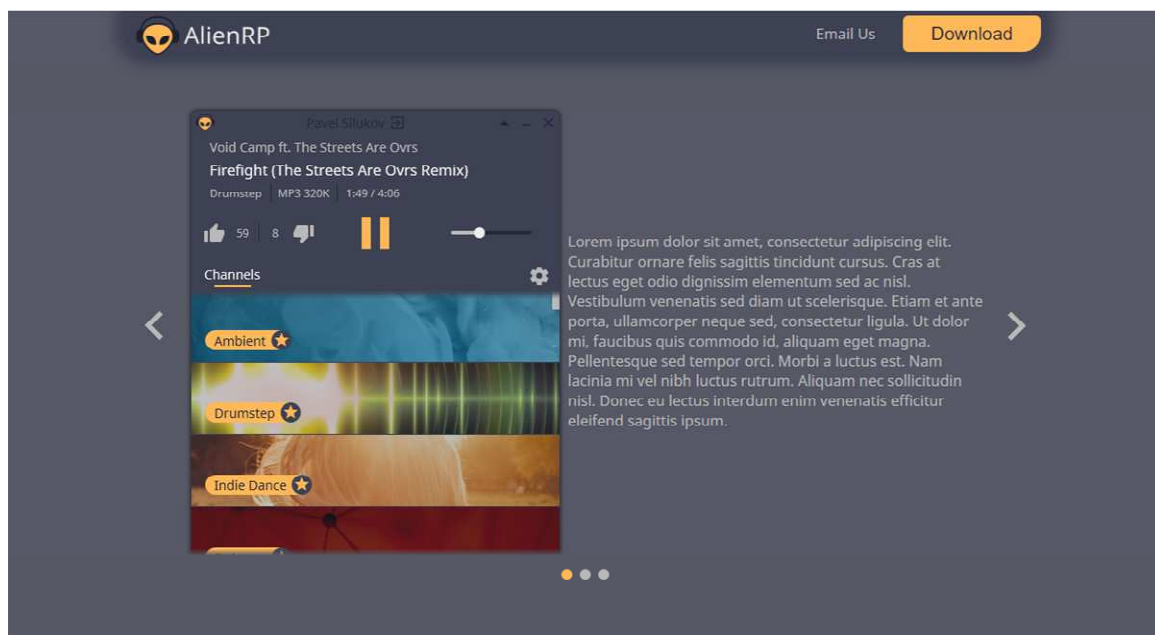 AlienRP
Email Us
Download
Pavel Silukov
Void Camp ft. The Streets Are Ovrs
Firefight (The Streets Are Ovrs Remix)
Drumstep MP3 320K 1:49 / 4:06
59 8
Channels
Ambient
Drumstep
Indie Dance
Lorem ipsum dolor sit amet, consectetur adipiscing elit.
Curabitur ornare felis sagittis tincidunt cursus. Cras at
lectus eget odio dignissim elementum sed ac nisl.
Vestibulum venenatis sed diam ut scelerisque. Etiam et ante
porta, ullamcorper neque sed, consectetur ligula. Ut dolor
mi, faucibus quis commodo id, aliquam eget magna.
Pellentesque sed tempor orci. Morbi a luctus est. Nam
lacinia mi vel nibh luctus rutrum. Aliquam nec sollicitudin
nisl. Donec eu lectus interdum enim venenatis efficitur
eleifend sagittis ipsum.